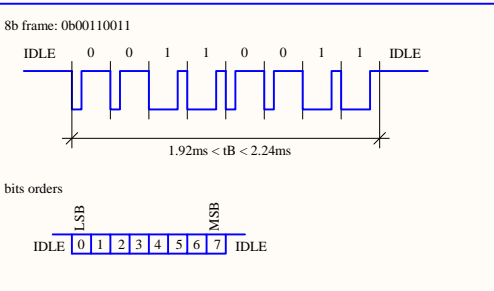 8b frame: 0b00110011
IDLE 0 0 1 1 0 0 1 1 IDLE
1.92ms < tB < 2.24ms
bits orders
LSB MSB
IDLE 0 1 2 3 4 5 6 7 IDLE